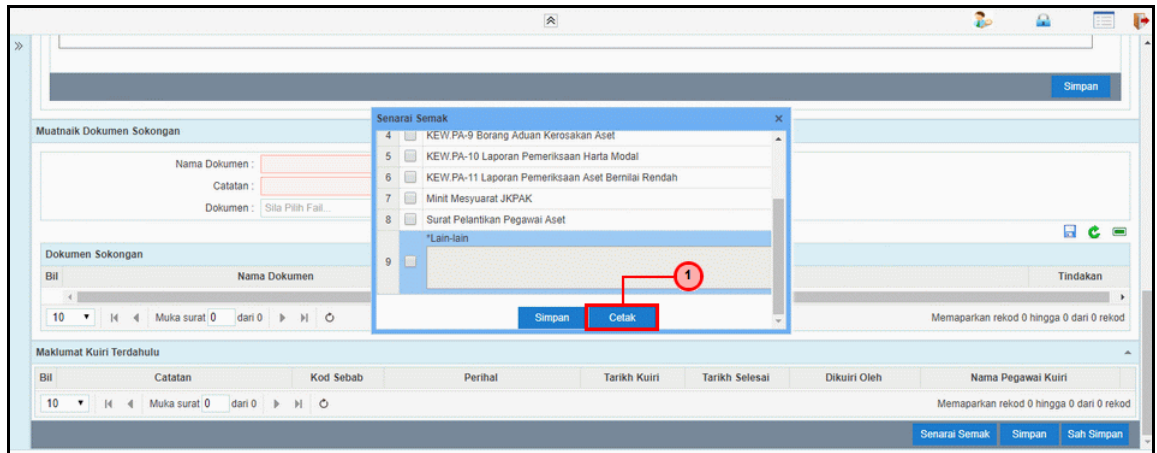 Simpan
Muatnaik Dokumen Sokongan
Nama Dokumen :
Catatan :
Dokumen : Sila Pilih Fail...
Dokumen Sokongan
Bil Nama Dokumen Tindakan
10 Muka surat 0 dari 0 Memaparkan rekod 0 hingga 0 dari 0 rekod
Senarai Semak x
4 KEW.PA-9 Borang Aduan Kerosakan Aset
5 KEW.PA-10 Laporan Pemeriksaan Harta Modal
6 KEW.PA-11 Laporan Pemeriksaan Aset Bernilai Rendah
7 Minit Mesyuarat JKPAK
8 Surat Pelantikan Pegawai Aset
9 *Lain-lain
1
Simpan Cetak
Maklumat Kuiri Terdahulu
Bil Catatan Kod Sebab Perihal Tarikh Kuiri Tarikh Selesai Dikuiri Oleh Nama Pegawai Kuiri
10 Muka surat 0 dari 0 Memaparkan rekod 0 hingga 0 dari 0 rekod
Senarai Semak Simpan Sah Simpan